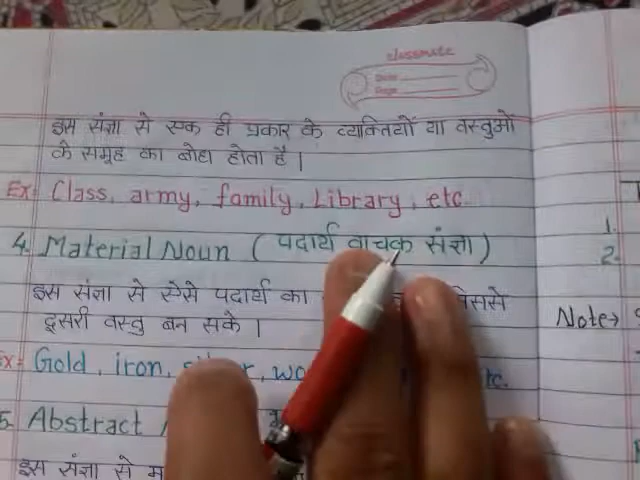 classmate
Date
Page
इस संज्ञा से एक ही प्रकार के व्यक्तियों या वस्तुओं
के समूह का बोध होता है।
Ex- Class, army, family, Library, etc.
4. Material Noun ( पदार्थ वाचक संज्ञा )
इस संज्ञा से ऐसे पदार्थ का जिससे
दूसरी वस्तु बन सके।
Ex- Gold, iron, etc.
5. Abstract
इस संज्ञा से
1.
2.
Note→